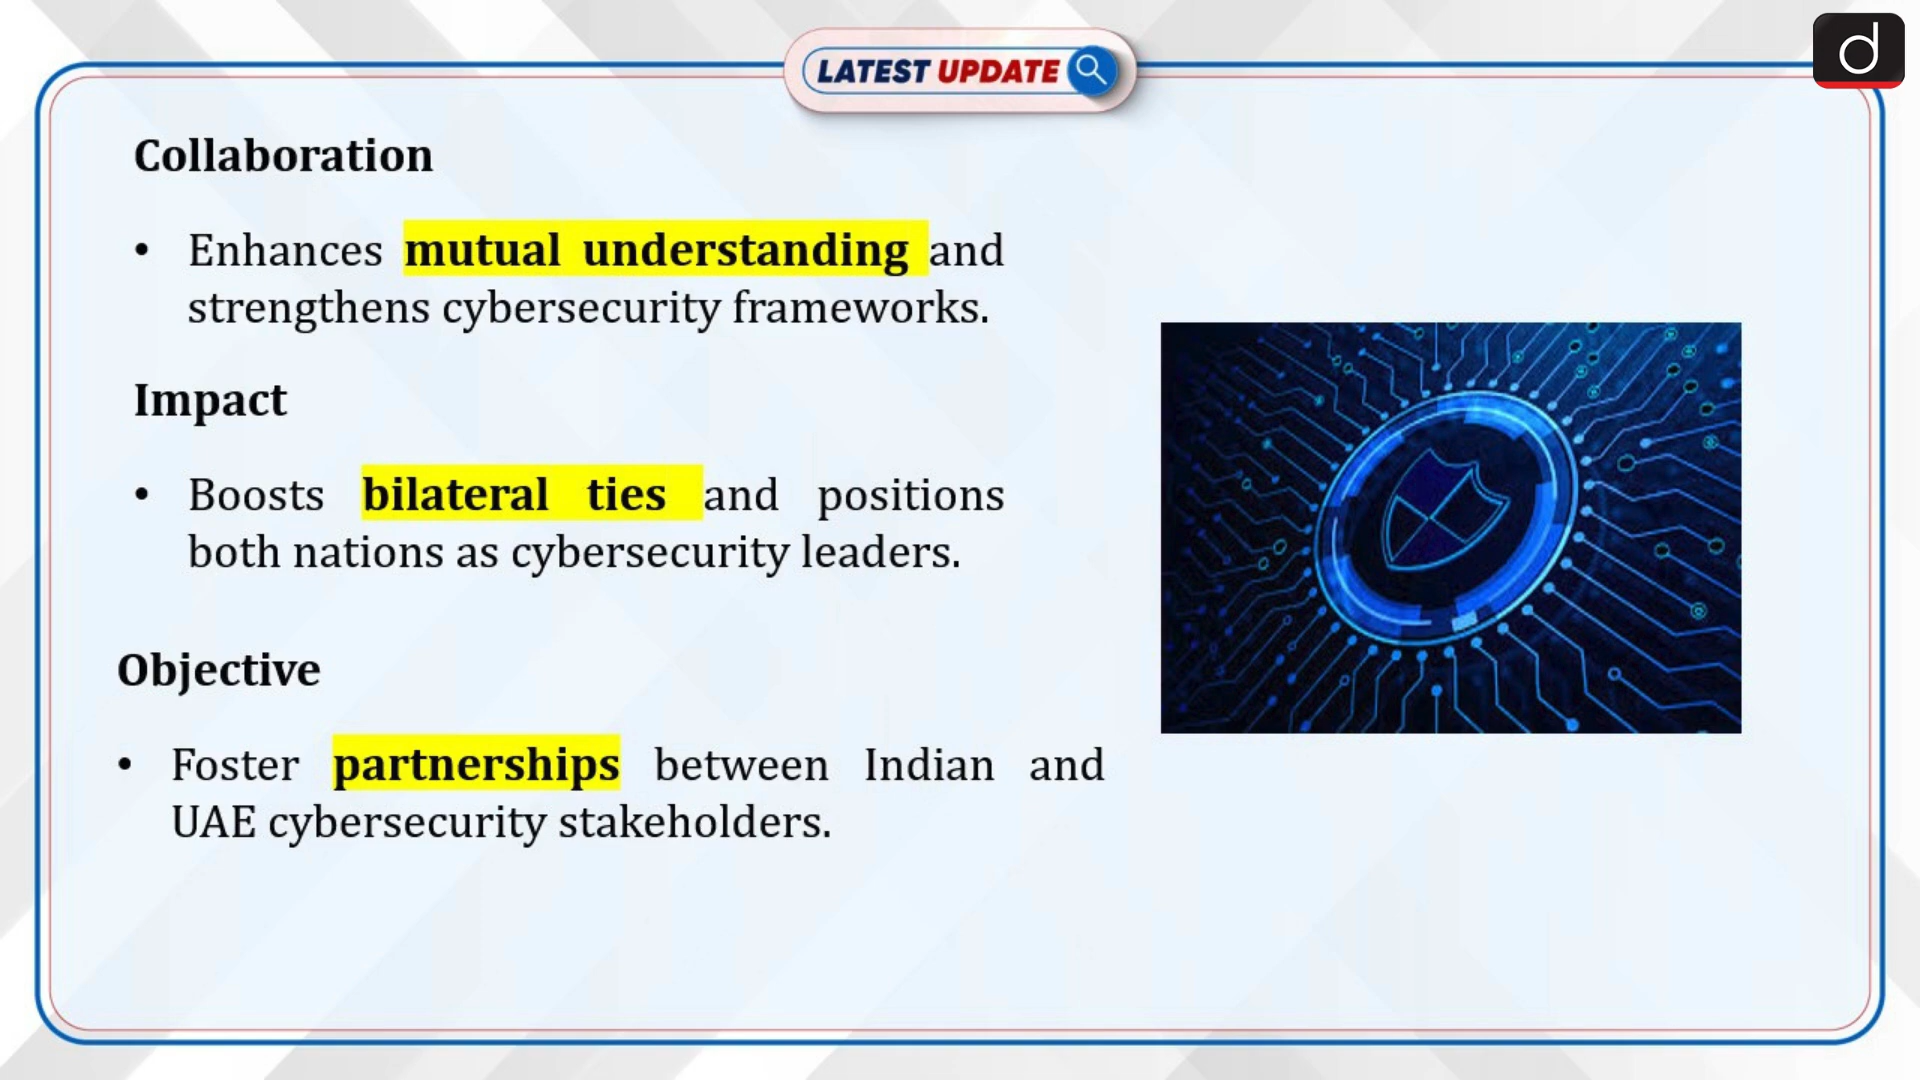 LATEST UPDATE
d
Collaboration
• Enhances mutual understanding and
strengthens cybersecurity frameworks.
Impact
• Boosts bilateral ties and positions
both nations as cybersecurity leaders.
Objective
• Foster partnerships between Indian and
UAE cybersecurity stakeholders.